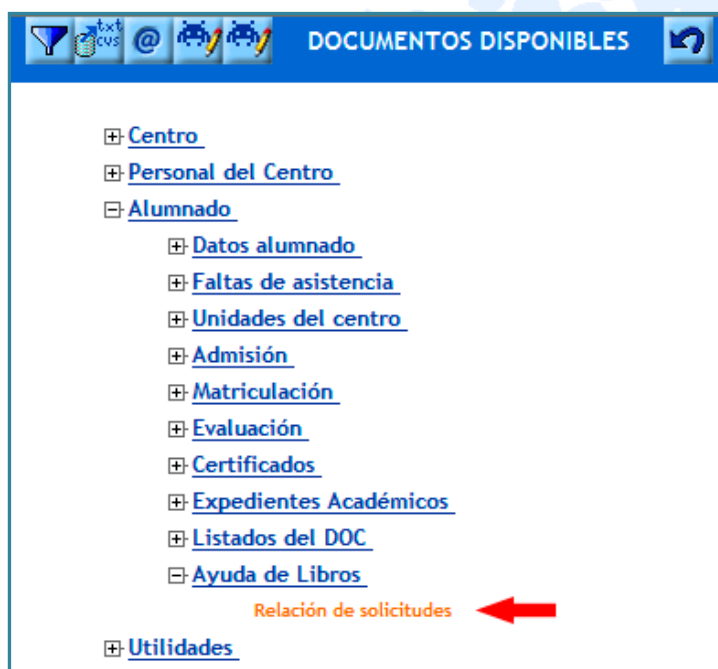 txt
cvs
@
DOCUMENTOS DISPONIBLES
Centro
Personal del Centro
Alumnado
Datos alumnado
Faltas de asistencia
Unidades del centro
Admisión
Matriculación
Evaluación
Certificados
Expedientes Académicos
Listados del DOC
Ayuda de Libros
Relación de solicitudes
Utilidades